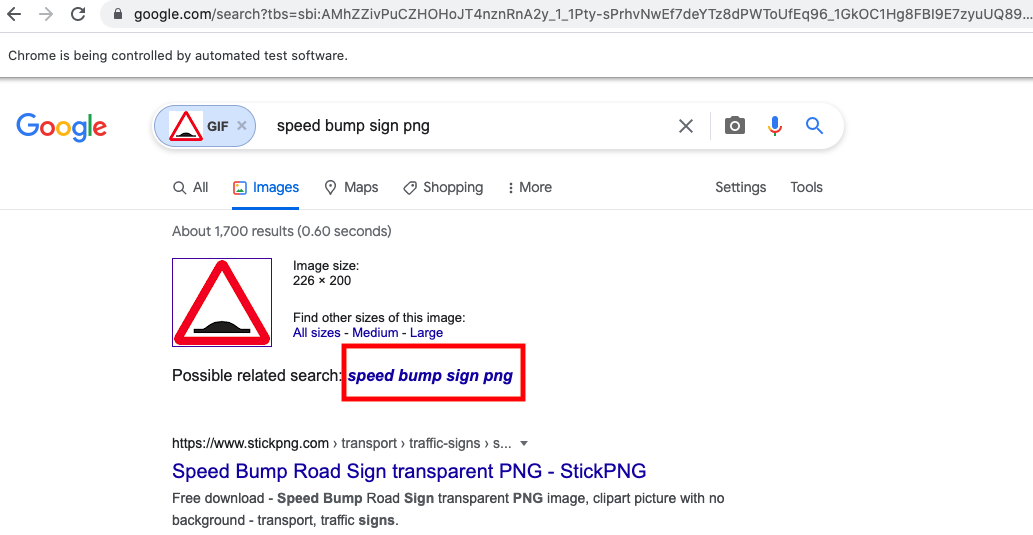 google.com/search?tbs=sbi:AMhZZivPuCZHOHoJT4nznRnA2y_1_1Pty-sPrhvNwEf7deYTz8dPWToUfEq96_1GkOC1Hg8FBI9E7zyuUQ89...
Chrome is being controlled by automated test software.
Google GIF speed bump sign png
All Images Maps Shopping More Settings Tools
About 1,700 results (0.60 seconds)
Image size:
226 × 200
Find other sizes of this image:
All sizes - Medium - Large
Possible related search: speed bump sign png
https://www.stickpng.com › transport › traffic-signs › s...
Speed Bump Road Sign transparent PNG - StickPNG
Free download - Speed Bump Road Sign transparent PNG image, clipart picture with no
background - transport, traffic signs.